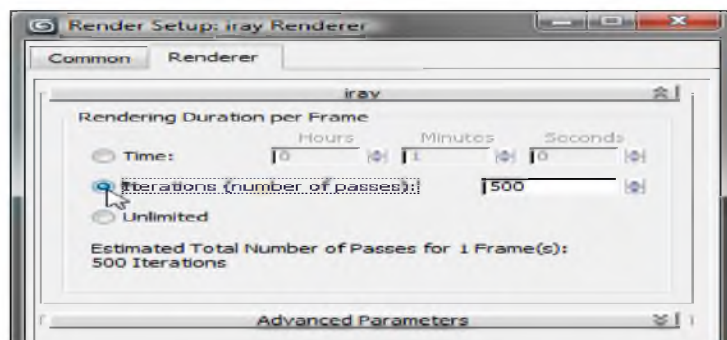 Render Setup: iray Renderer
Common Renderer
iray
Rendering Duration per Frame
Hours Minutes Seconds
Time: 0 1 0
Iterations (number of passes): 500
Unlimited
Estimated Total Number of Passes for 1 Frame(s):
500 Iterations
Advanced Parameters